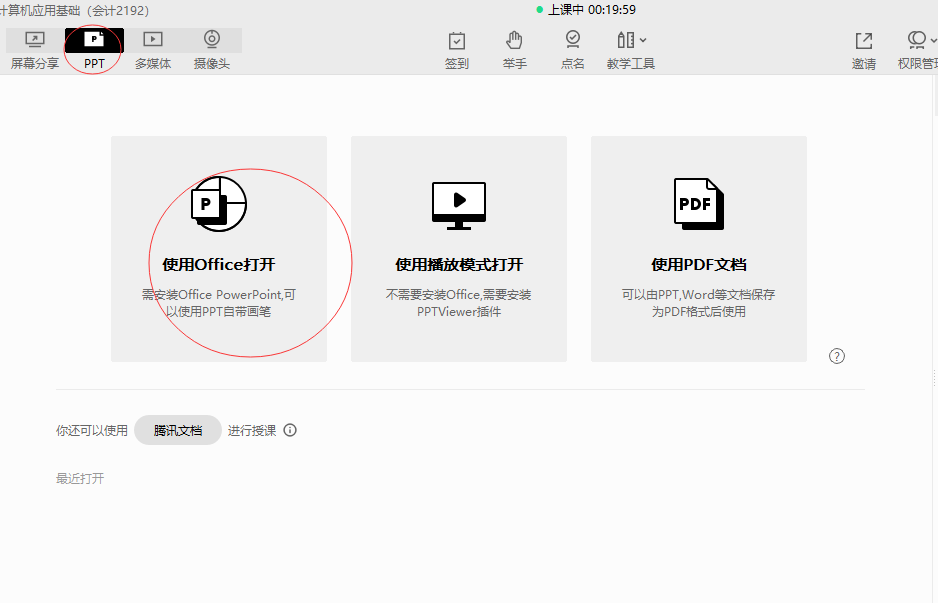 计算机应用基础（会计2192）
上课中 00:19:59
屏幕分享 PPT 多媒体 摄像头 签到 举手 点名 教学工具 邀请 权限管
使用Office打开 使用播放模式打开 使用PDF文档
需安装Office PowerPoint,可 不需要安装Office,需要安装 可以由PPT,Word等文档保存
以使用PPT自带画笔 PPTViewer插件 为PDF格式后使用
你还可以使用 腾讯文档 进行授课
最近打开